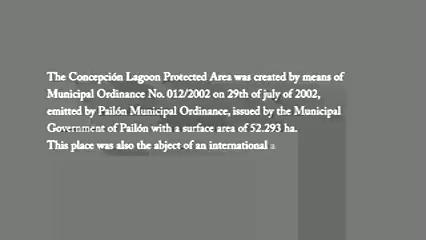 The Concepción Lagoon Protected Area was created by means of
Municipal Ordinance No. 012/2002 on 29th of july of 2002,
emitted by Pailón Municipal Ordinance, issued by the Municipal
Government of Pailón with a surface area of 52.293 ha.
This place was also the abject of an international a